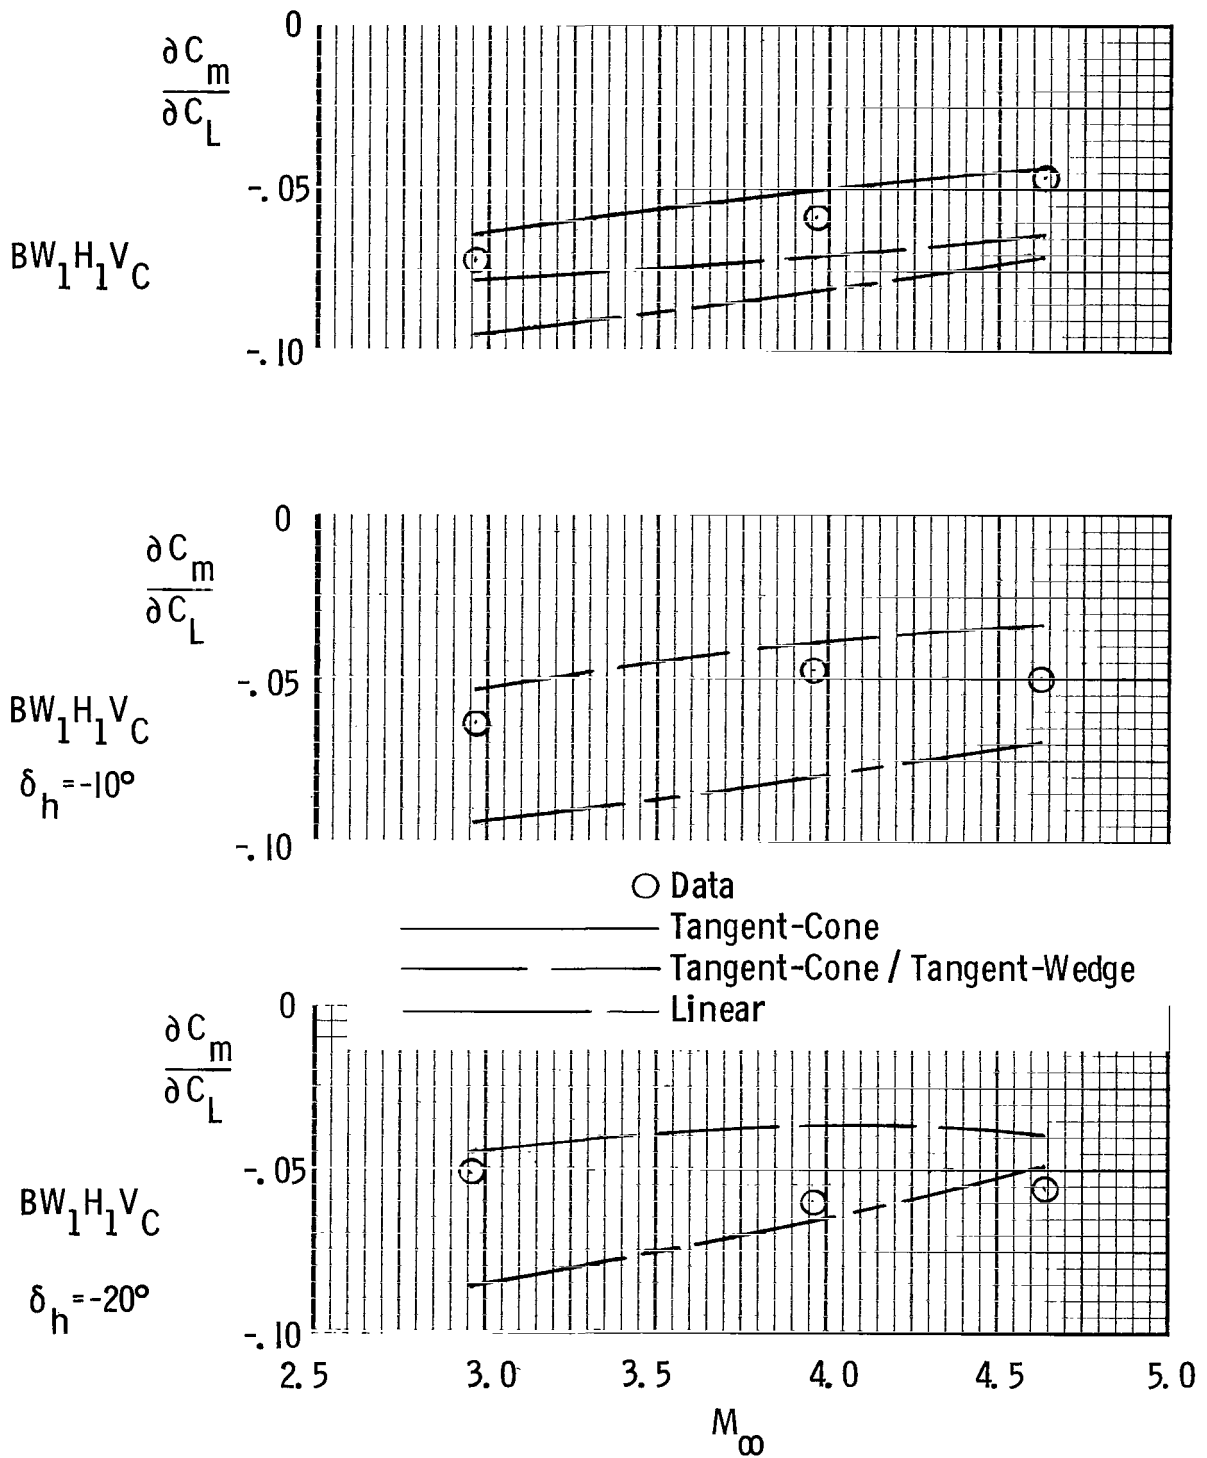 0
∂C_m
∂C_L
-.05
BW_1H_1V_C
-.10
0
∂C_m
∂C_L
-.05
BW_1H_1V_C
δ_h=-10°
-.10
Data
Tangent-Cone
Tangent-Cone / Tangent-Wedge
Linear
0
∂C_m
∂C_L
-.05
BW_1H_1V_C
δ_h=-20°
-.10
2.5 3.0 3.5 4.0 4.5 5.0
M_∞